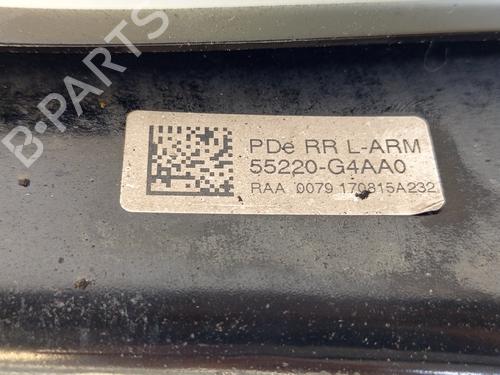 B-PARTS
PDe RR L-ARM
55220-G4AA0
RAA 0079 170815A232